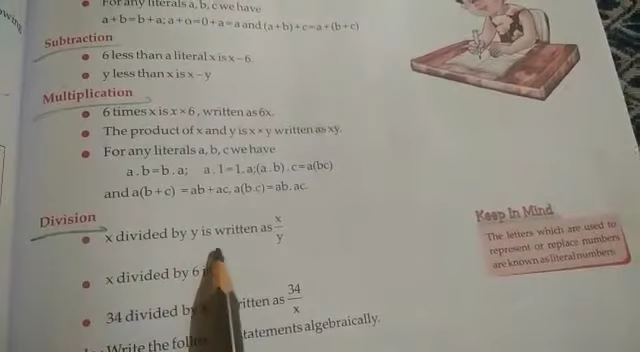 For any literals a, b, c we have
a+b=b+a; a+o=0+a=a and (a+b)+c=a+(b+c)
Subtraction
6 less than a literal x is x-6.
y less than x is x-y
Multiplication
6 times x is x×6, written as 6x.
The product of x and y is x×y written as xy.
For any literals a, b, c we have
a.b=b.a; a.1=1.a;(a.b).c=a(bc)
and a(b+c) =ab+ac, a(b.c)=ab.ac.
Division
x divided by y is written as x/y
x divided by 6
34 divided by written as 34/x
Write the statements algebraically.
Keep In Mind
The letters which are used to
represent or replace numbers
are known as literal numbers.